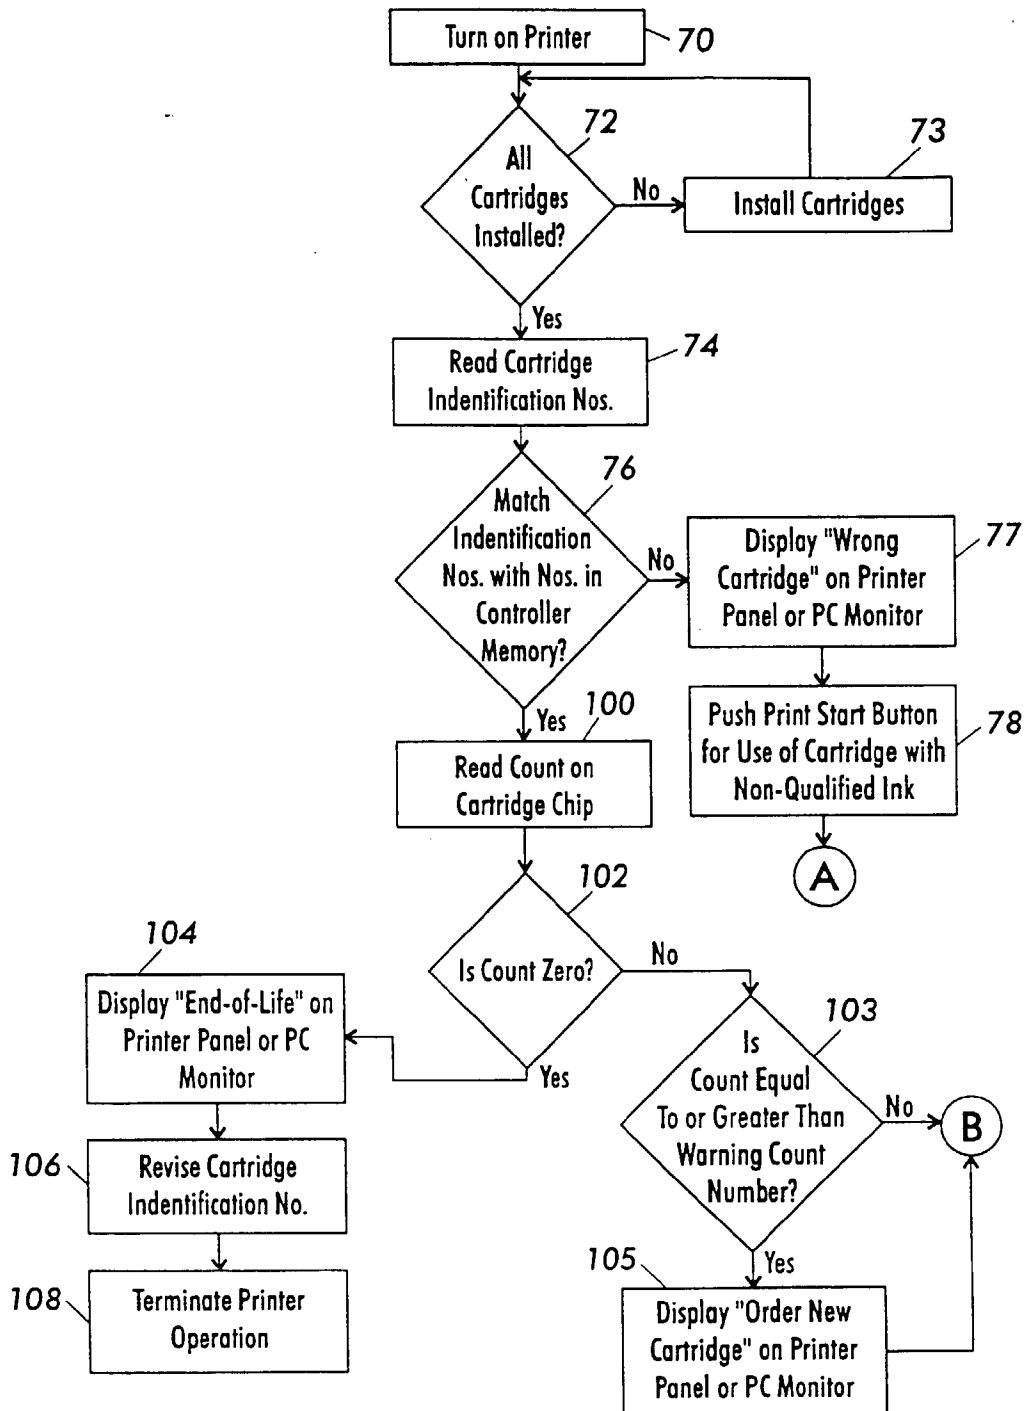 Turn on Printer
70
72
All
Cartridges
Installed?
No
73
Install Cartridges
Yes
Read Cartridge
Indentification Nos.
74
76
Match
Indentification
Nos. with Nos. in
Controller
Memory?
No
Display "Wrong
Cartridge" on Printer
Panel or PC Monitor
77
Yes
100
Push Print Start Button
for Use of Cartridge with
Non-Qualified Ink
78
Read Count on
Cartridge Chip
A
102
Is Count Zero?
No
Yes
104
Display "End-of-Life" on
Printer Panel or PC
Monitor
103
Is
Count Equal
To or Greater Than
Warning Count
Number?
No
B
106
Revise Cartridge
Indentification No.
Yes
108
Terminate Printer
Operation
105
Display "Order New
Cartridge" on Printer
Panel or PC Monitor